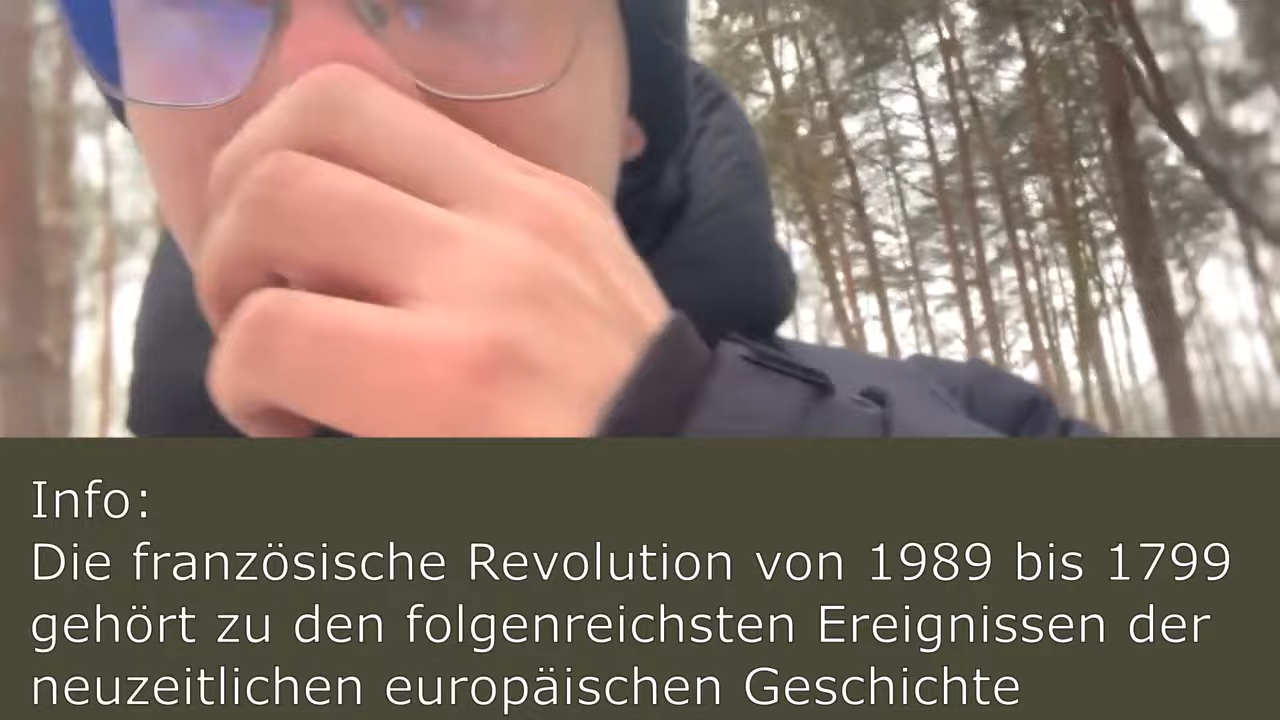 Info:
Die französische Revolution von 1989 bis 1799
gehört zu den folgenreichsten Ereignissen der
neuzeitlichen europäischen Geschichte